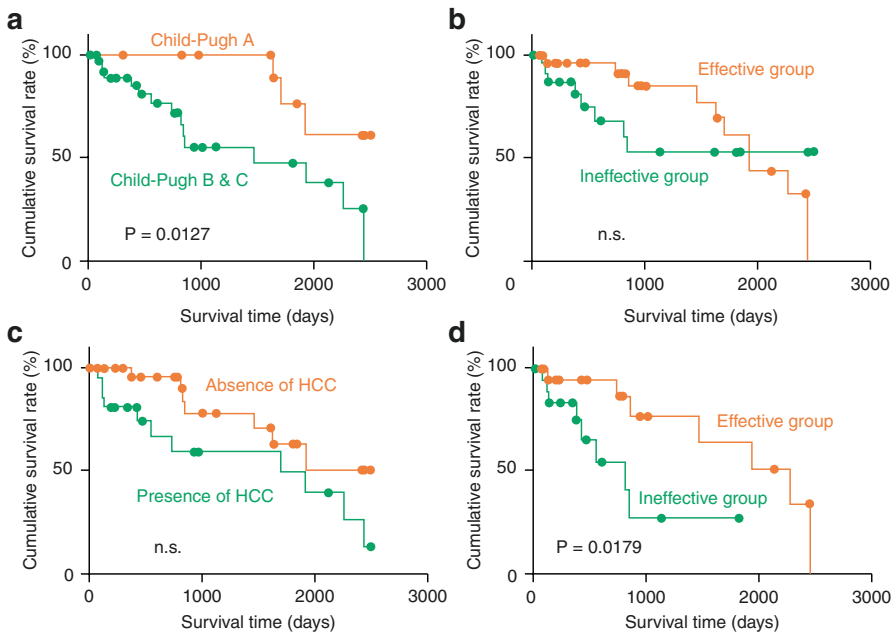 a
Cumulative survival rate (%)
100
50
0
Child-Pugh A
Child-Pugh B & C
P = 0.0127
0 1000 2000 3000
Survival time (days)
b
Cumulative survival rate (%)
100
50
0
Effective group
Ineffective group
n.s.
0 1000 2000 3000
Survival time (days)
c
Cumulative survival rate (%)
100
50
0
Absence of HCC
Presence of HCC
n.s.
0 1000 2000 3000
Survival time (days)
d
Cumulative survival rate (%)
100
50
0
Effective group
Ineffective group
P = 0.0179
0 1000 2000 3000
Survival time (days)